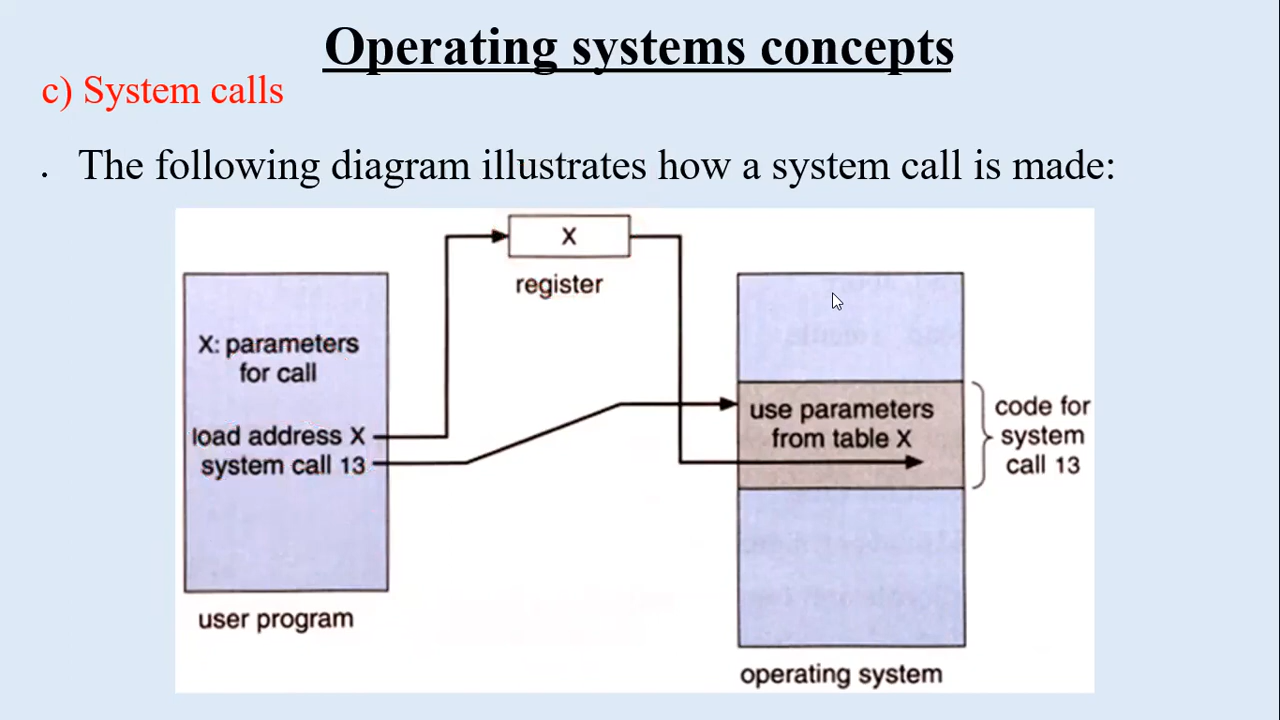 Operating systems concepts
c) System calls
. The following diagram illustrates how a system call is made:
X
register
X: parameters
for call
load address X
system call 13
user program
use parameters
from table X
code for
system
call 13
operating system